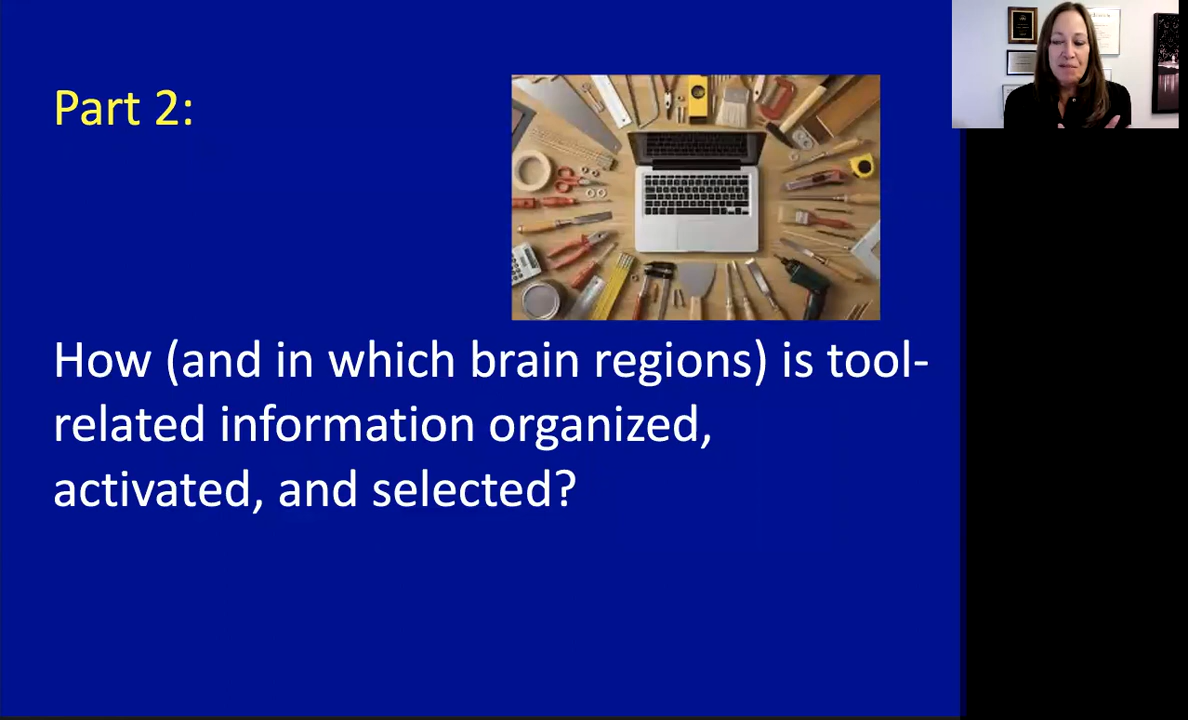 Part 2:
How (and in which brain regions) is tool-
related information organized,
activated, and selected?